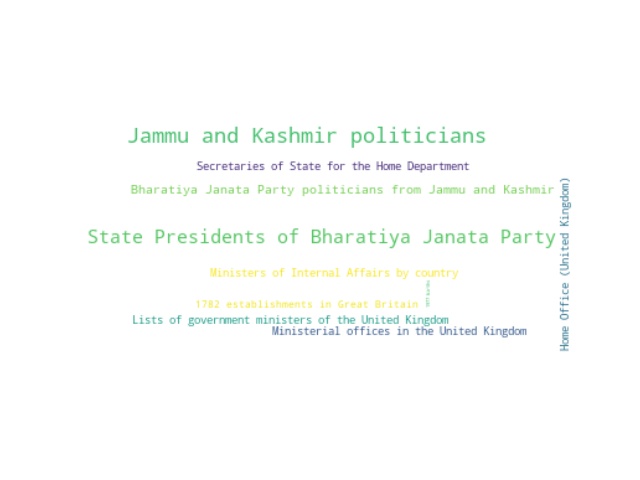 Jammu and Kashmir politicians
Secretaries of State for the Home Department
Bharatiya Janata Party politicians from Jammu and Kashmir
State Presidents of Bharatiya Janata Party
Ministers of Internal Affairs by country
1782 establishments in Great Britain
Lists of government ministers of the United Kingdom
Ministerial offices in the United Kingdom
Home Office (United Kingdom)